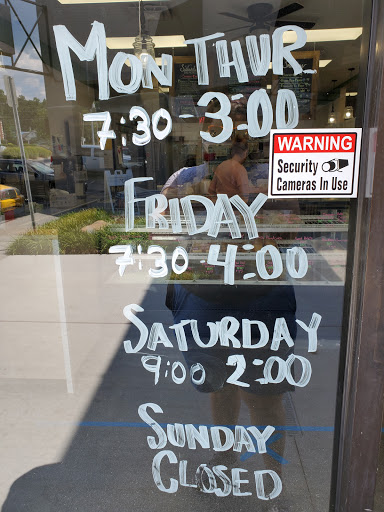 MON THUR.
7:30 - 3:00
WARNING
Security
Cameras In Use
FRIDAY
7:30 4:00
SATURDAY
9:00 2:00
SUNDAY
CLOSED